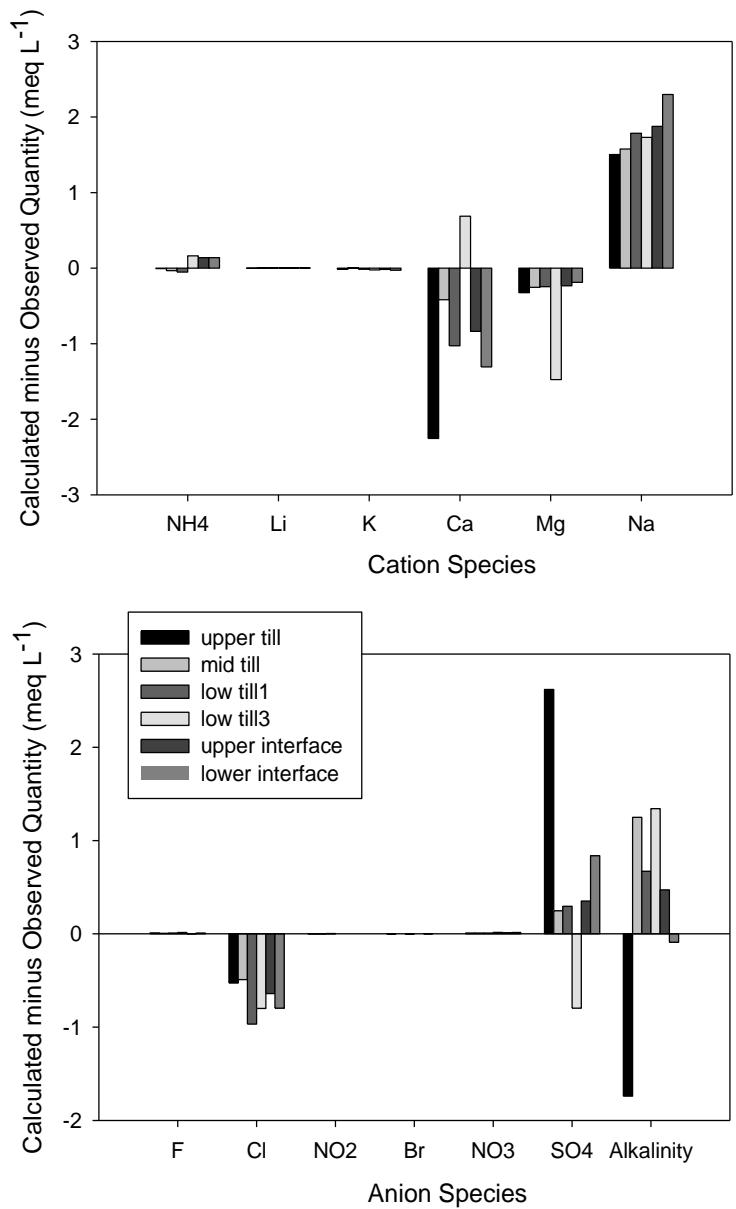 Calculated minus Observed Quantity (meq L-1)
3
2
1
0
-1
-2
-3
NH4 Li K Ca Mg Na
Cation Species
Calculated minus Observed Quantity (meq L-1)
3
2
1
0
-1
-2
upper till
mid till
low till1
low till3
upper interface
lower interface
F Cl NO2 Br NO3 SO4 Alkalinity
Anion Species